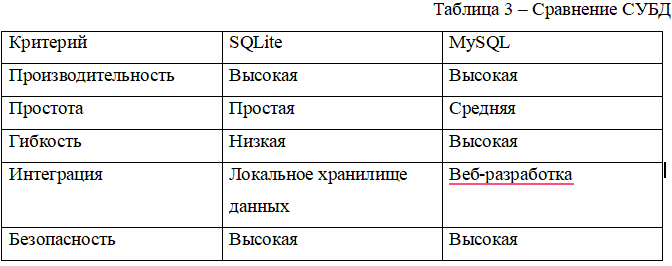 Таблица 3 – Сравнение СУБД
Критерий SQLite MySQL
Производительность Высокая Высокая
Простота Простая Средняя
Гибкость Низкая Высокая
Интеграция Локальное хранилище Веб-разработка
данных
Безопасность Высокая Высокая